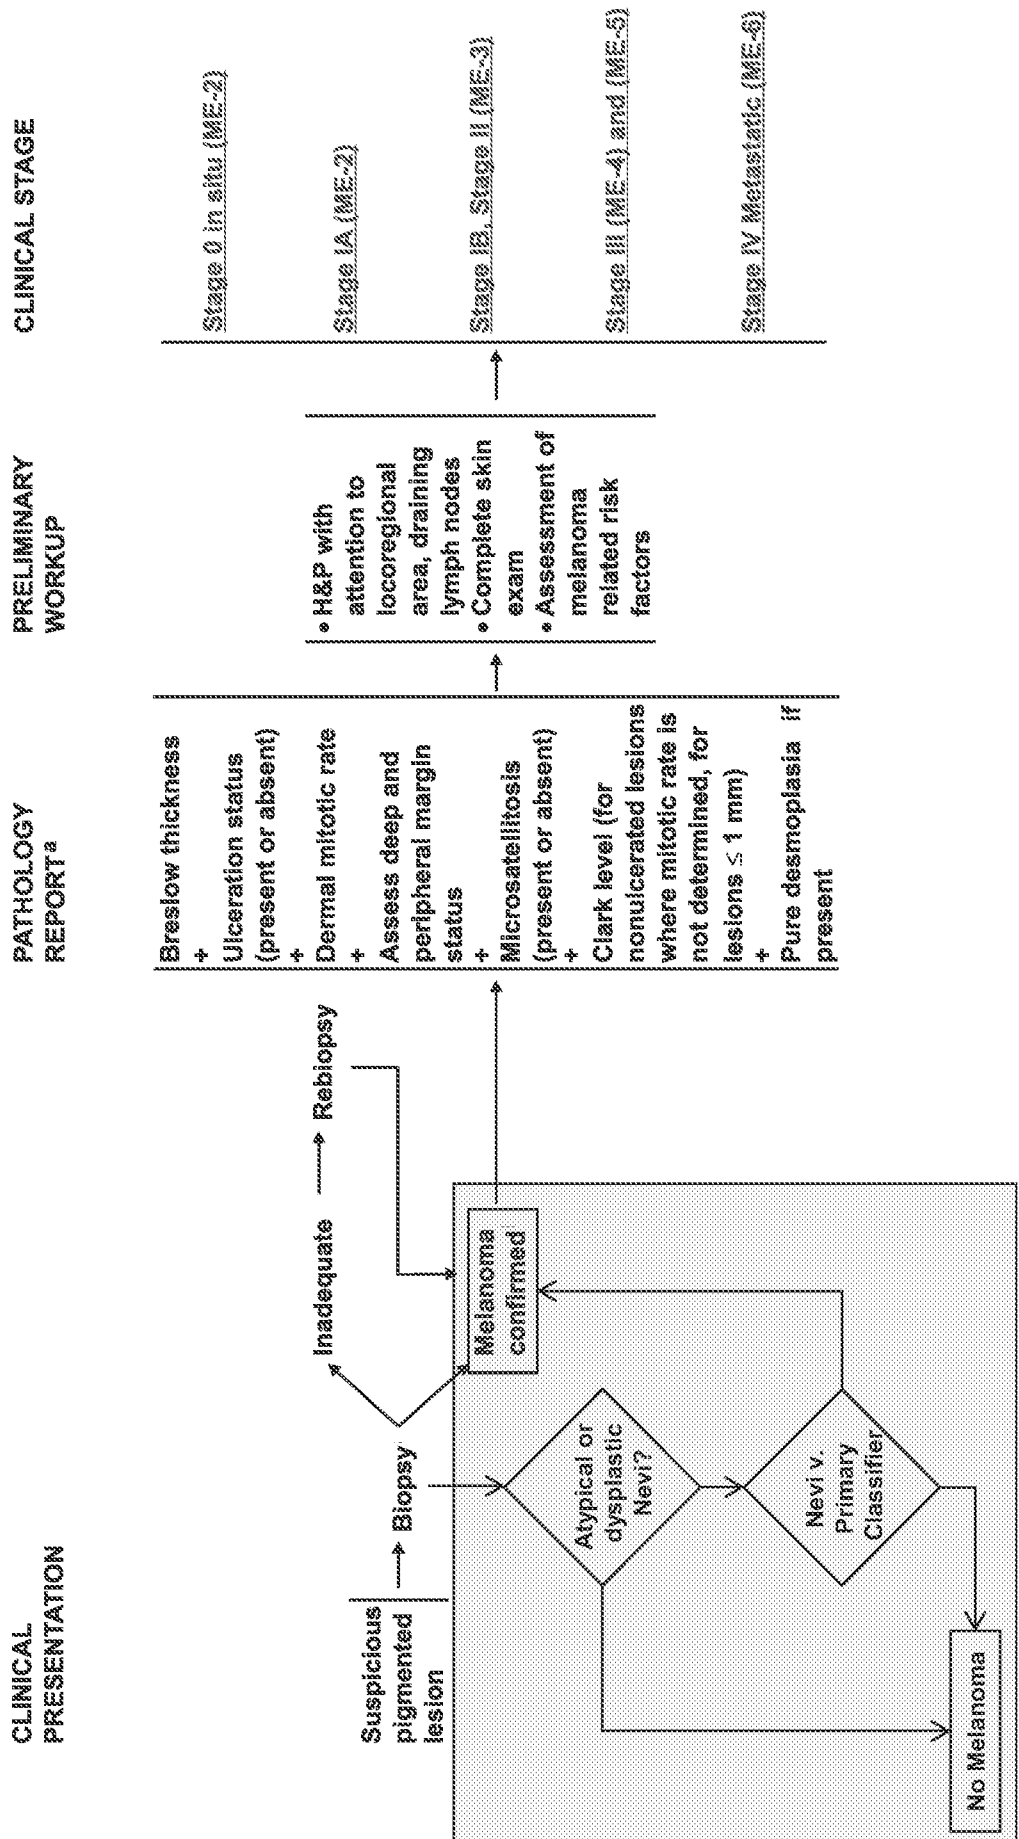 CLINICAL
PRESENTATION
Suspicious
pigmented
lesion
Biopsy
Inadequate
Rebiopsy
Melanoma
confirmed
Atypical or
dysplastic
Nevi?
Nevi v.
Primary
Classifier
No Melanoma
PATHOLOGY
REPORTª
Breslow thickness
+
Ulceration status
(present or absent)
+
Dermal mitotic rate
+
Assess deep and
peripheral margin
status
+
Microsatellitosis
(present or absent)
+
Clark level (for
nonulcerated lesions
where mitotic rate is
not determined, for
lesions ≤ 1 mm)
+
Pure desmoplasia if
present
PRELIMINARY
WORKUP
• H&P with
attention to
locoregional
area, draining
lymph nodes
• Complete skin
exam
• Assessment of
melanoma
related risk
factors
CLINICAL STAGE
Stage 0 in situ (ME-2)
Stage IA (ME-2)
Stage IB, Stage II (ME-3)
Stage III (ME-4) and (ME-5)
Stage IV Metastatic (ME-6)